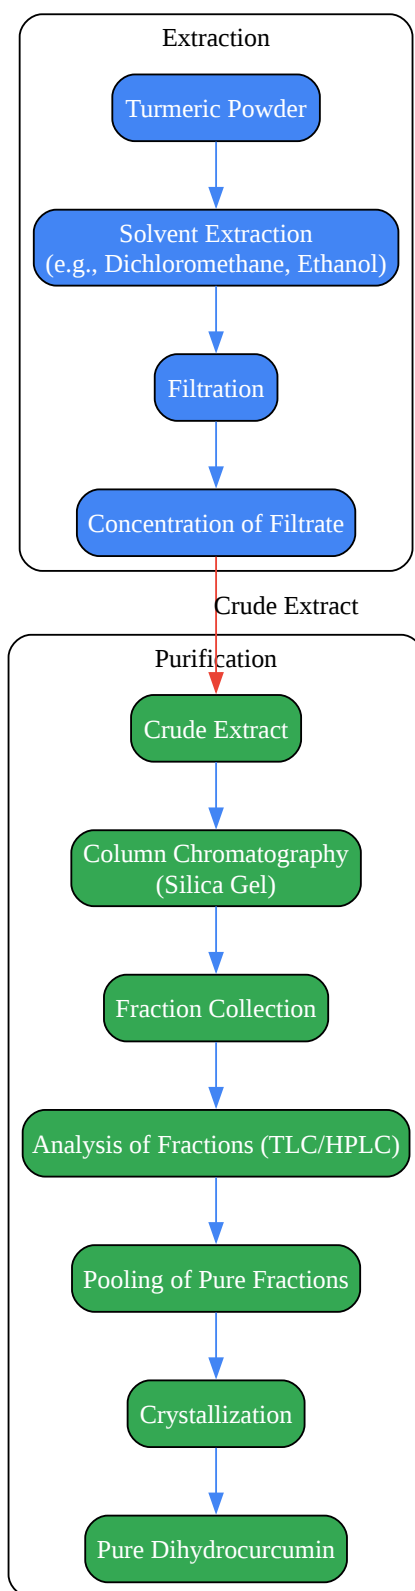 Extraction
Turmeric Powder
Solvent Extraction
(e.g., Dichloromethane, Ethanol)
Filtration
Concentration of Filtrate
Crude Extract
Purification
Crude Extract
Column Chromatography
(Silica Gel)
Fraction Collection
Analysis of Fractions (TLC/HPLC)
Pooling of Pure Fractions
Crystallization
Pure Dihydrocurcumin